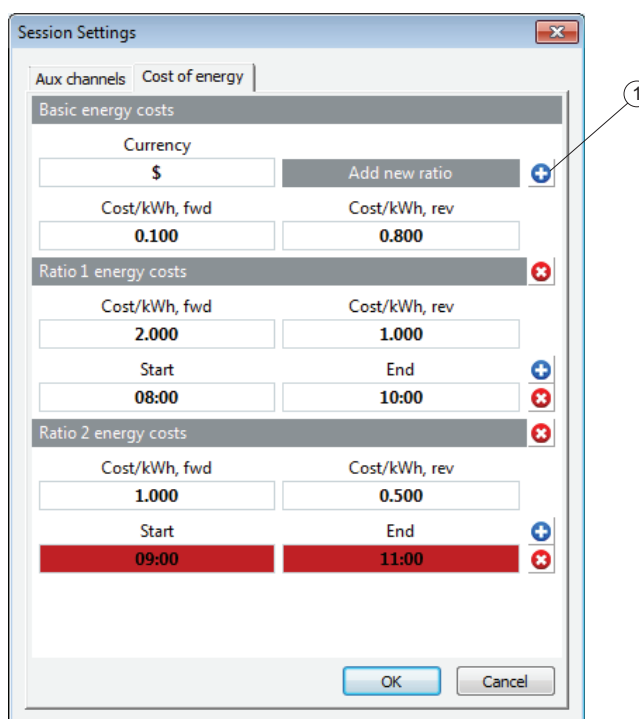 Session Settings
Aux channels Cost of energy
Basic energy costs
Currency
$ Add new ratio
1
Cost/kWh, fwd Cost/kWh, rev
0.100 0.800
Ratio 1 energy costs
Cost/kWh, fwd Cost/kWh, rev
2.000 1.000
Start End
08:00 10:00
Ratio 2 energy costs
Cost/kWh, fwd Cost/kWh, rev
1.000 0.500
Start End
09:00 11:00
OK Cancel